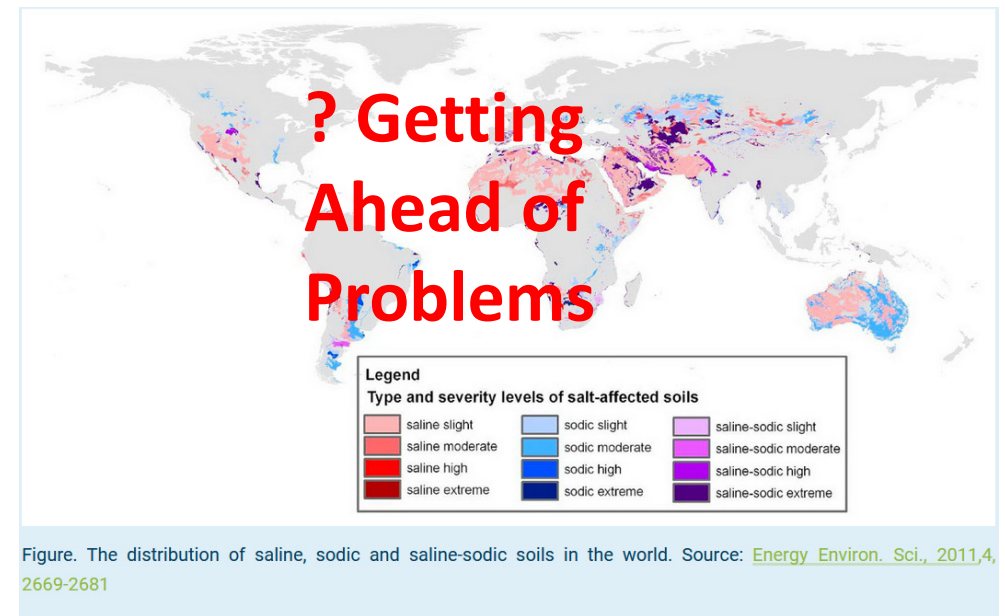 ? Getting
Ahead of
Problems
Legend
Type and severity levels of salt-affected soils
saline slight
saline moderate
saline high
saline extreme
sodic slight
sodic moderate
sodic high
sodic extreme
saline-sodic slight
saline-sodic moderate
saline-sodic high
saline-sodic extreme
Figure. The distribution of saline, sodic and saline-sodic soils in the world. Source: Energy Environ. Sci., 2011,4,
2669-2681